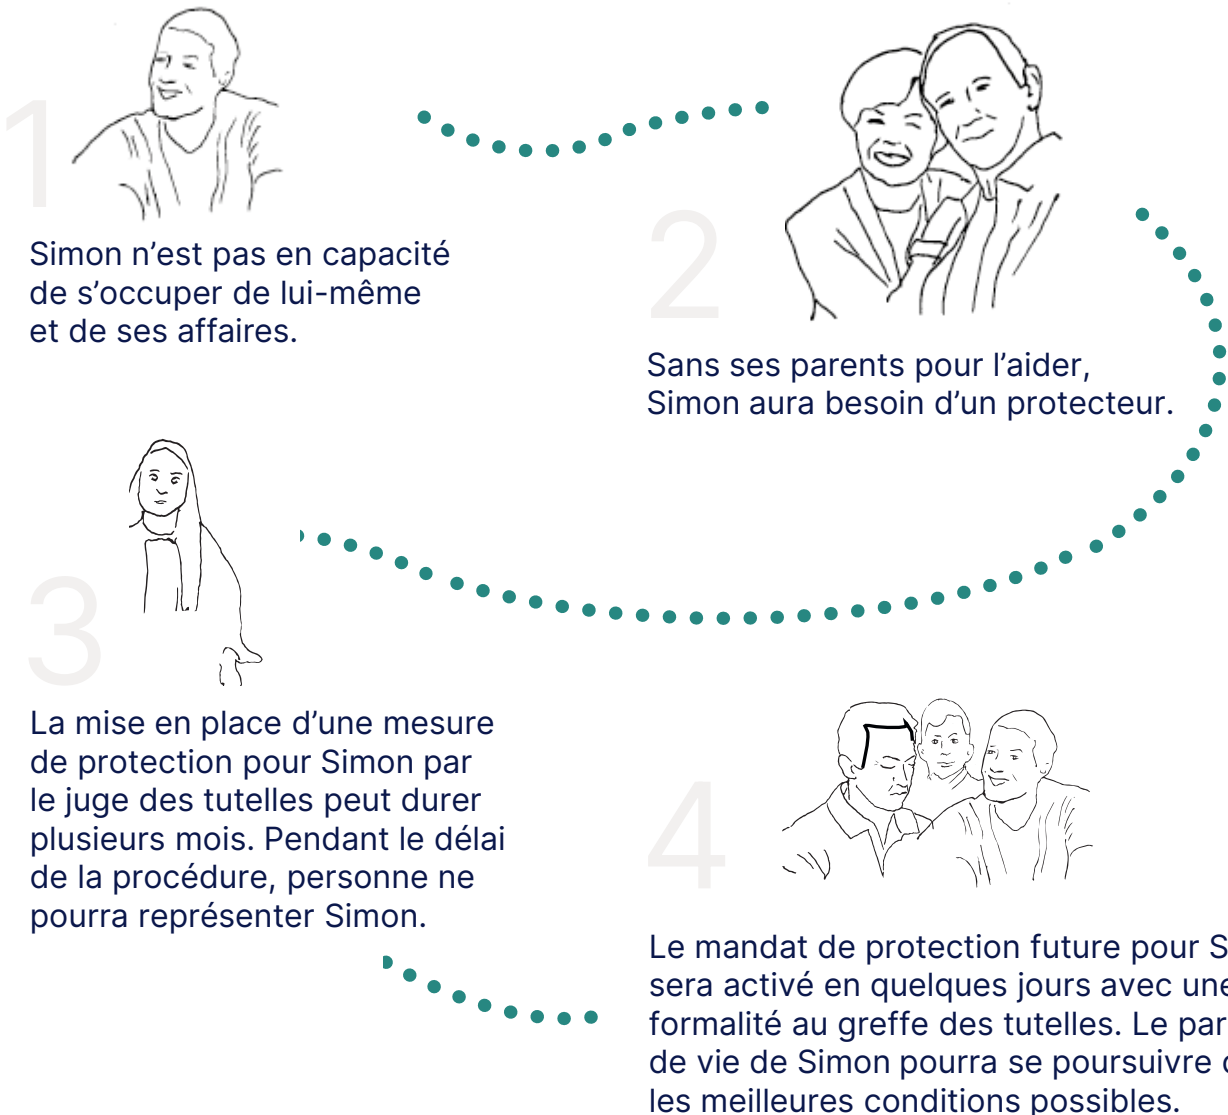 1
Simon n’est pas en capacité
de s’occuper de lui-même
et de ses affaires.
2
Sans ses parents pour l’aider,
Simon aura besoin d’un protecteur.
3
La mise en place d’une mesure
de protection pour Simon par
le juge des tutelles peut durer
plusieurs mois. Pendant le délai
de la procédure, personne ne
pourra représenter Simon.
4
Le mandat de protection future pour
sera activé en quelques jours avec une
formalité au greffe des tutelles. Le
de vie de Simon pourra se poursuivre
les meilleures conditions possibles.